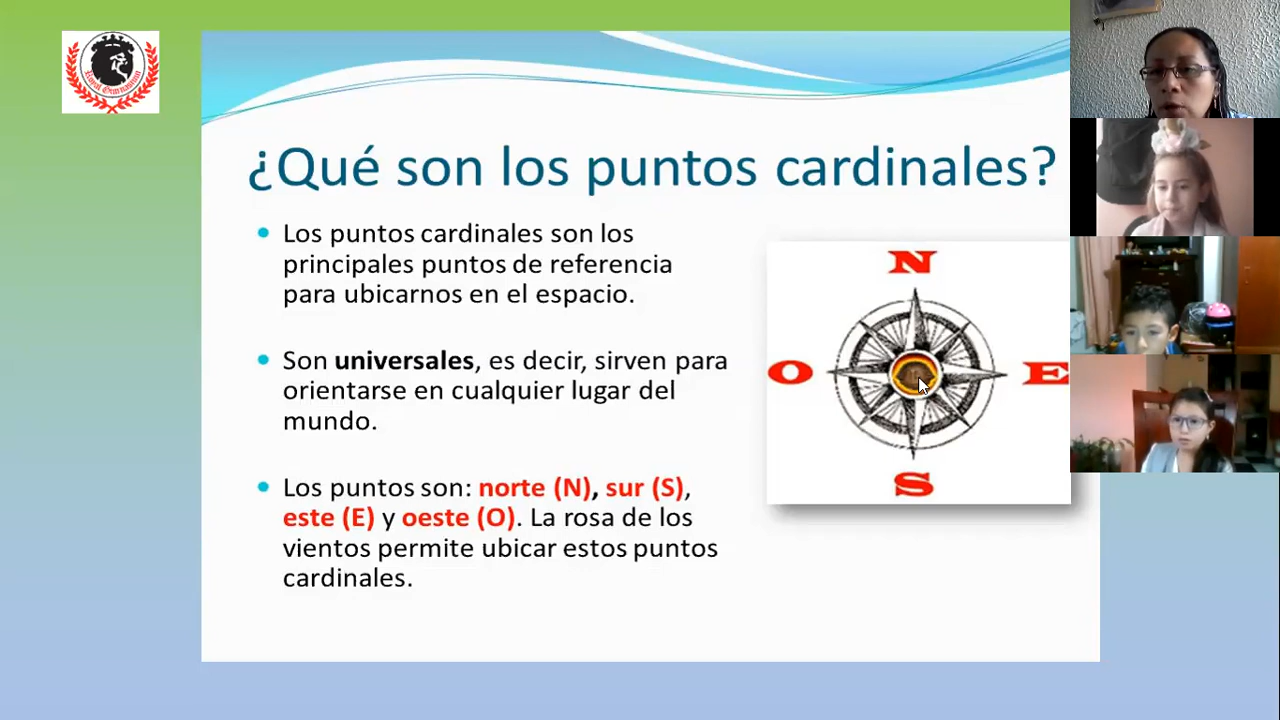 ¿Qué son los puntos cardinales?
Los puntos cardinales son los
principales puntos de referencia
para ubicarnos en el espacio.
Son universales, es decir, sirven para
orientarse en cualquier lugar del
mundo.
Los puntos son: norte (N), sur (S),
este (E) y oeste (O). La rosa de los
vientos permite ubicar estos puntos
cardinales.
N
O
E
S